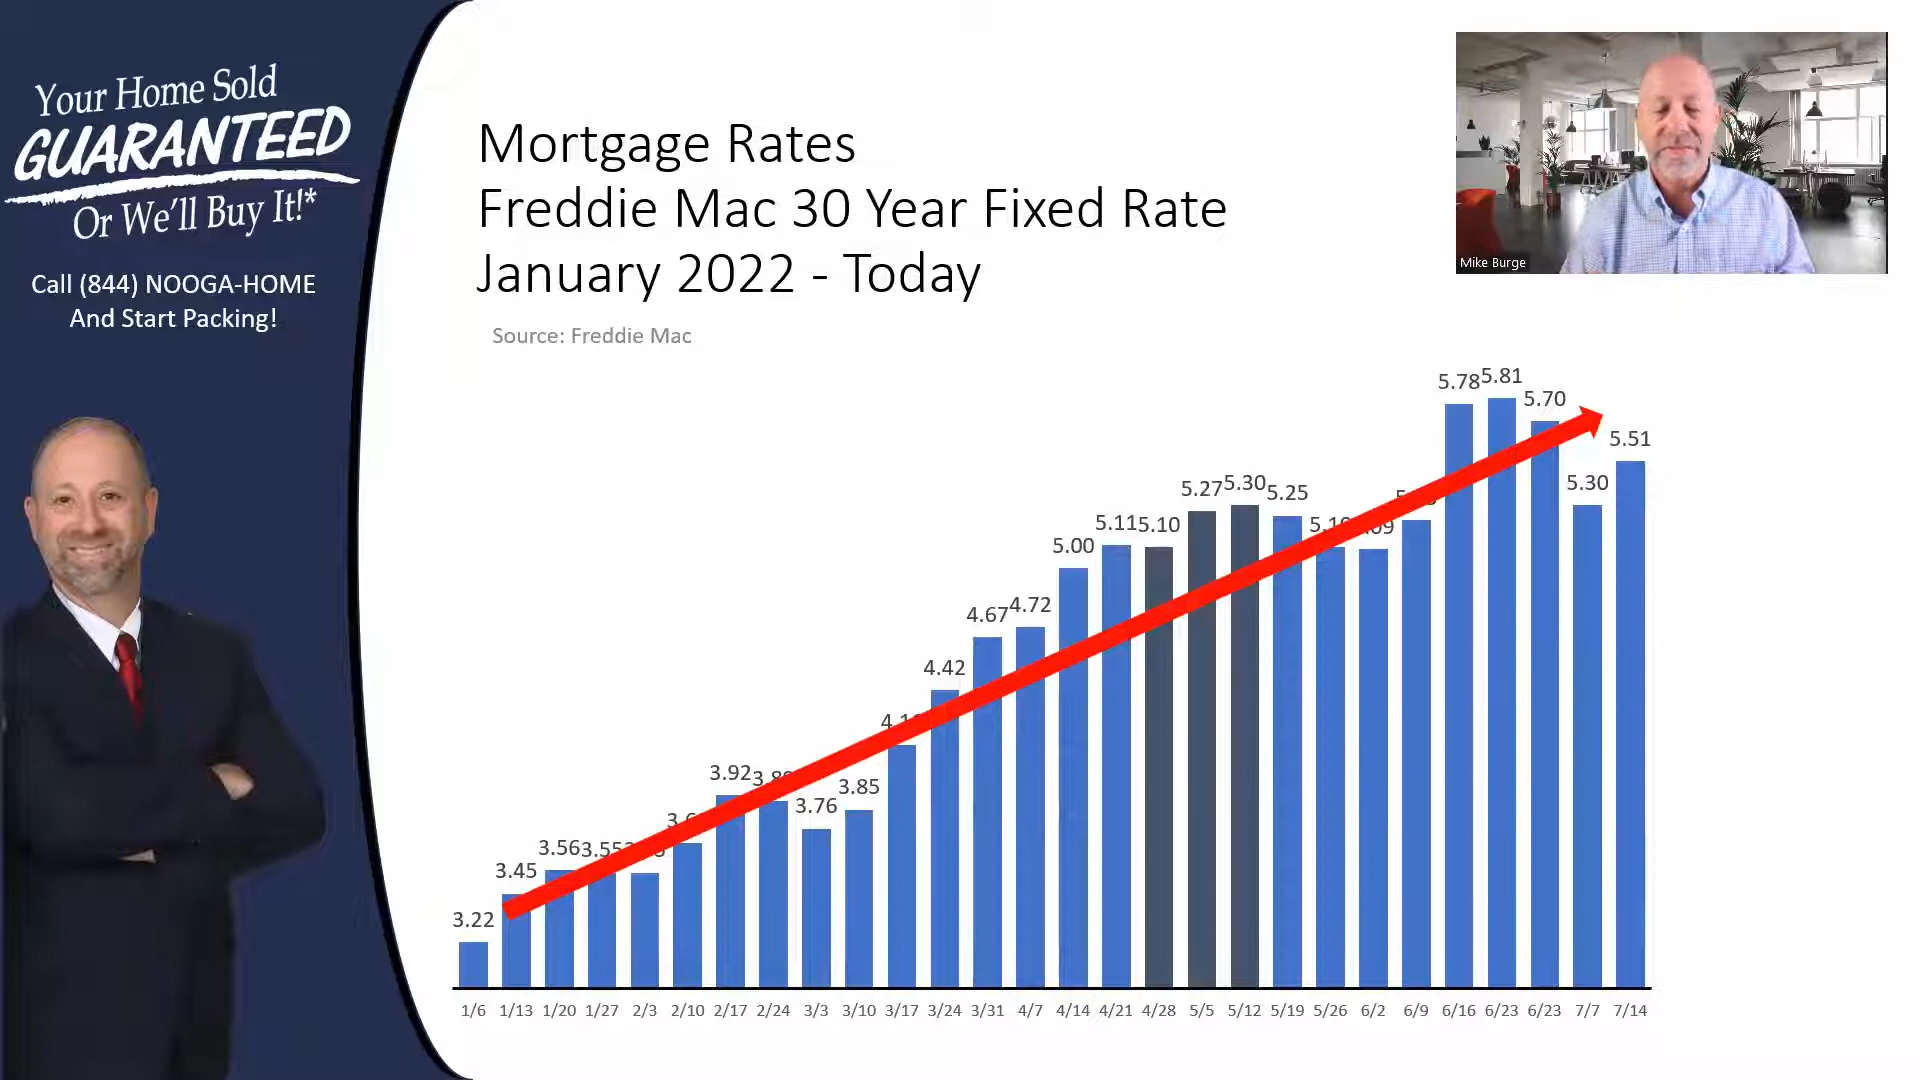 Your Home Sold
GUARANTEED
Or We'll Buy It!*
Call (844) NOOGA-HOME
And Start Packing!
Mortgage Rates
Freddie Mac 30 Year Fixed Rate
January 2022 - Today
Source: Freddie Mac
Mike Burge
3.22
3.45
3.56
3.55
3.92
3.76
3.85
4.42
4.67
4.72
5.00
5.11
5.10
5.27
5.30
5.25
5.78
5.81
5.70
5.30
5.51
1/6 1/13 1/20 1/27 2/3 2/10 2/17 2/24 3/3 3/10 3/17 3/24 3/31 4/7 4/14 4/21 4/28 5/5 5/12 5/19 5/26 6/2 6/9 6/16 6/23 6/23 7/7 7/14